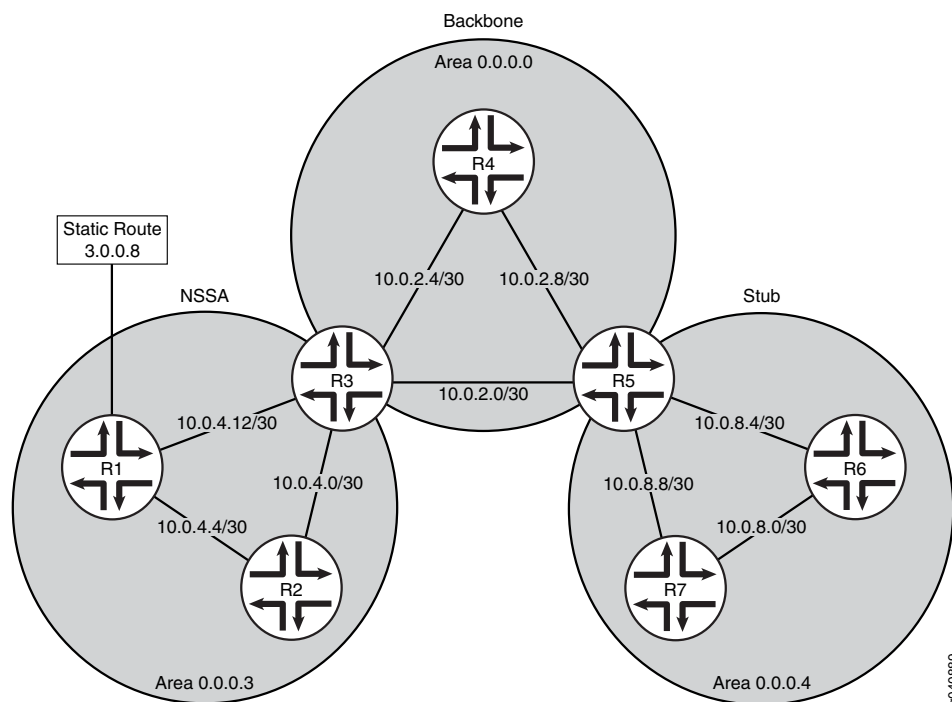 Backbone
Area 0.0.0.0
R4
Static Route
3.0.0.8
10.0.2.4/30
10.0.2.8/30
NSSA
Stub
R3
R5
10.0.2.0/30
10.0.4.12/30
10.0.8.4/30
R1
R6
10.0.4.0/30
10.0.8.8/30
10.0.4.4/30
10.0.8.0/30
R2
R7
Area 0.0.0.3
Area 0.0.0.4